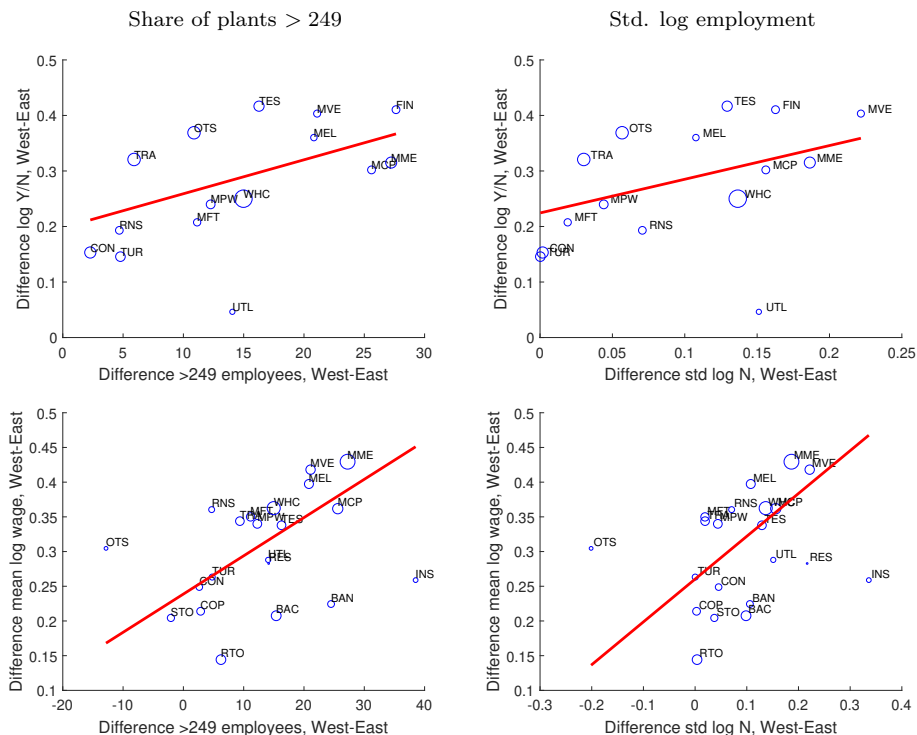 Share of plants > 249
Std. log employment
Difference log Y/N, West-East
0.5
0.4
0.3
0.2
0.1
0
TES
MVE
FIN
OTS
MEL
TRA
MME
MCP
WHC
MPW
MFT
RNS
CON
TUR
UTL
0
5
10
15
20
25
30
Difference >249 employees, West-East
Difference log Y/N, West-East
0.5
0.4
0.3
0.2
0.1
0
TES
FIN
MVE
OTS
MEL
TRA
MME
MCP
WHC
MPW
MFT
RNS
CON
TUR
UTL
0
0.05
0.1
0.15
0.2
0.25
Difference std log N, West-East
Difference mean log wage, West-East
0.5
0.45
0.4
0.35
0.3
0.25
0.2
0.15
0.1
MME
MVE
MEL
RNS
WHC
MCP
MFT
TRA
MPW
TES
OTS
UTL
RES
TUR
CON
INS
BAN
STO
COP
BAC
RTO
-20
-10
0
10
20
30
40
Difference >249 employees, West-East
Difference mean log wage, West-East
0.5
0.45
0.4
0.35
0.3
0.25
0.2
0.15
0.1
MME
MVE
MEL
RNS
WHC
MCP
MFT
TRA
MPW
TES
OTS
UTL
RES
TUR
CON
INS
BAN
COP
STO
BAC
RTO
-0.3
-0.2
-0.1
0
0.1
0.2
0.3
0.4
Difference std log N, West-East